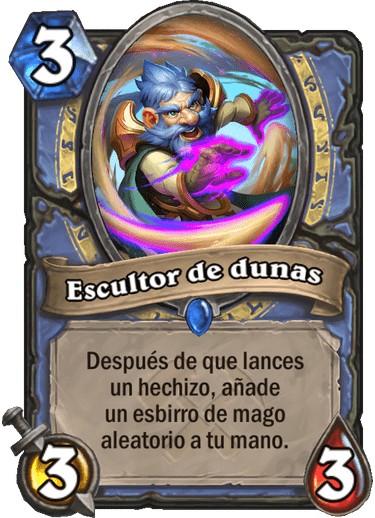 3
Escultor de dunas
Después de que lances
un hechizo, añade
un esbirro de mago
aleatorio a tu mano.
3
3